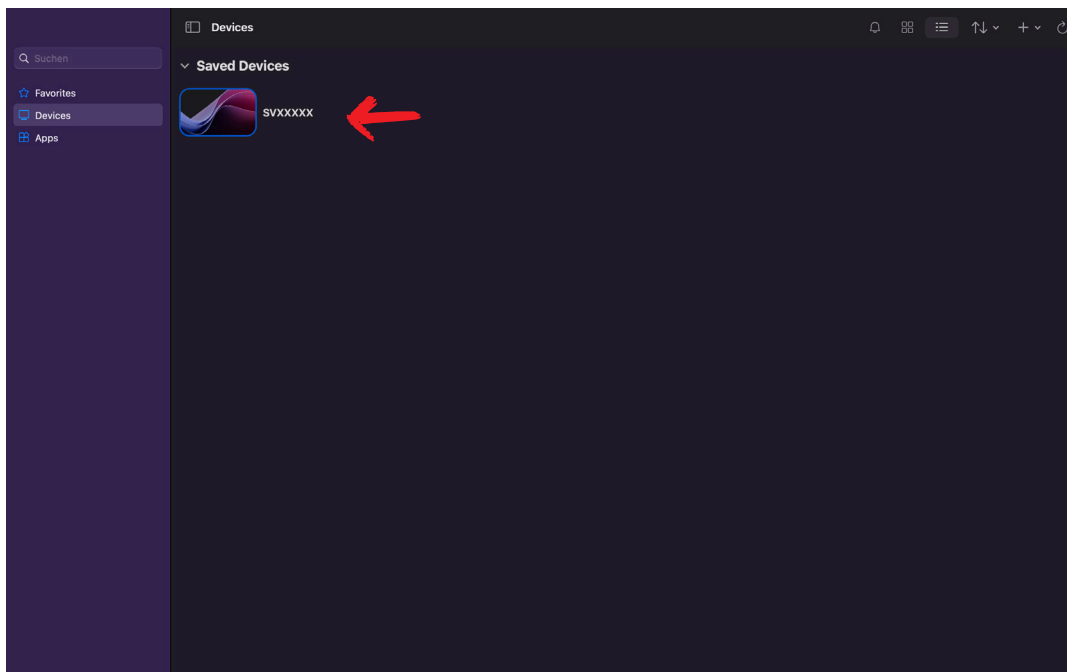 Devices
Suchen
Saved Devices
Favorites
SVXXXXX
Devices
Apps